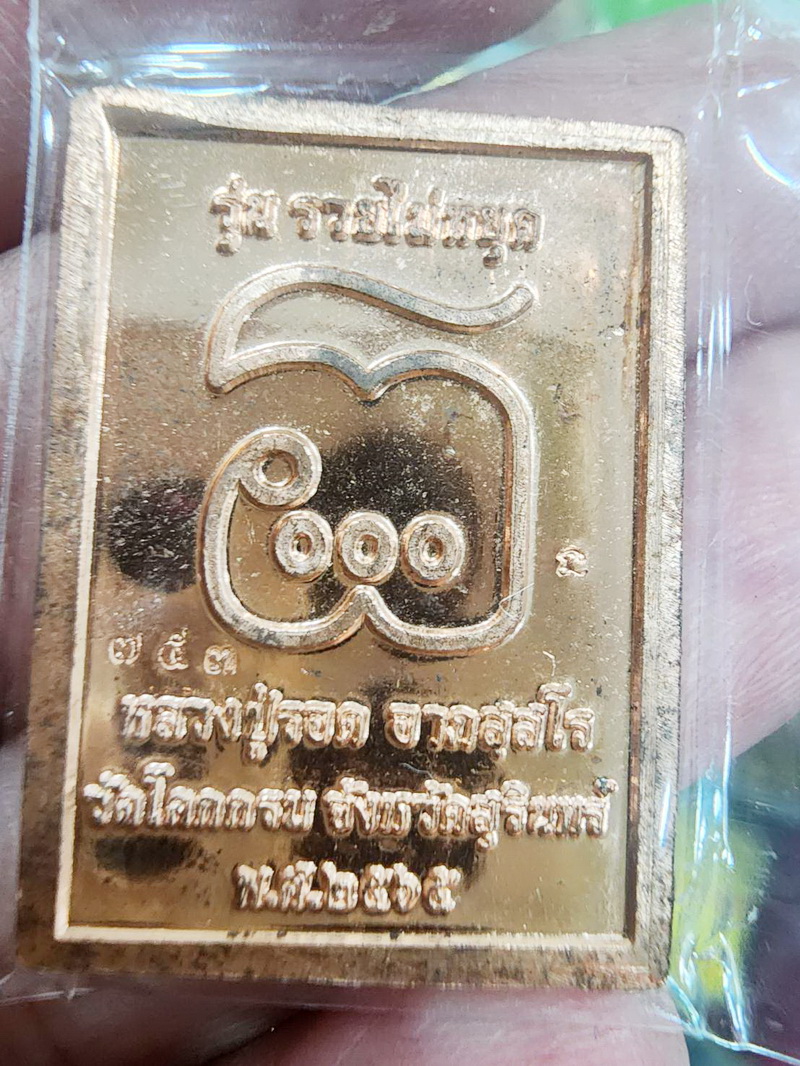 รุ่น รวยไม่หยุด
๗๕๓
หลวงปู่รอด อาภสฺสโร
วัดโคกกรม จังหวัดสุรินทร์
พ.ศ.๒๕๖๕